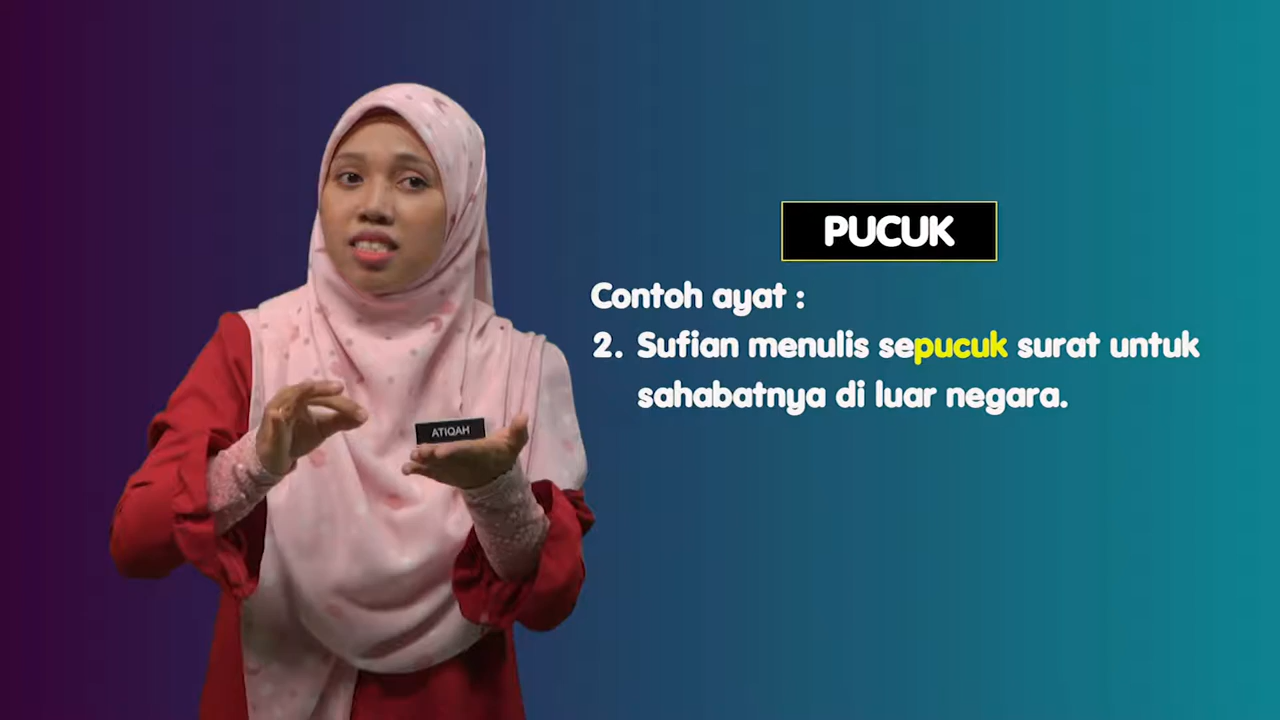 PUCUK
Contoh ayat :
2. Sufian menulis sepucuk surat untuk
sahabatnya di luar negara.
ATIQAH